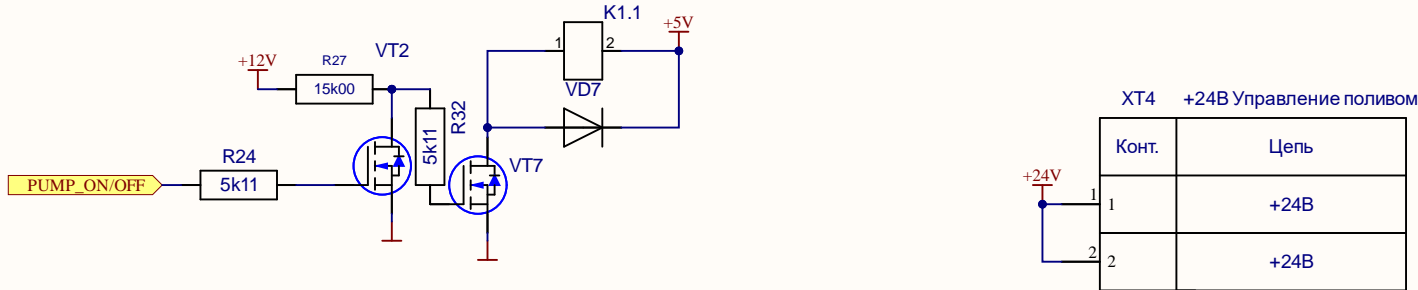 K1.1
+5V
1
2
VT2
+12V
R27
15k00
VD7
R32
5k11
VT7
R24
5k11
PUMP_ON/OFF
XT4 +24В Управление поливом
Конт. Цепь
+24V
1 1 +24В
2 2 +24В